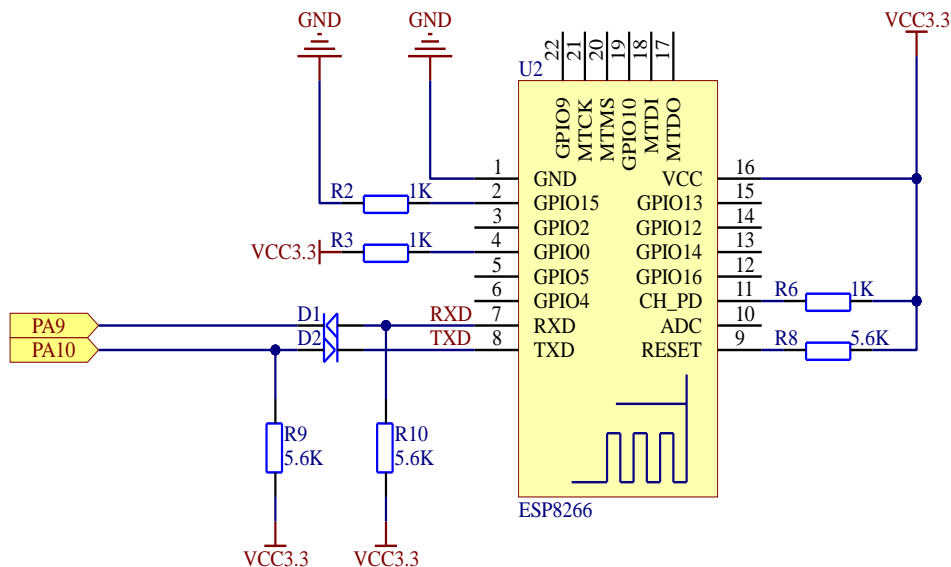 GND GND VCC3.3
22 21 20 19 18 17
U2
GPIO9 MTCK MTMS GPIO10 MTDI MTDO
1 GND VCC 16
R2 1K 2 GPIO15 GPIO13 15
3 GPIO2 GPIO12 14
VCC3.3 R3 1K 4 GPIO0 GPIO14 13
5 GPIO5 GPIO16 12
6 GPIO4 CH_PD 11 R6 1K
PA9 D1 RXD 7 RXD ADC 10
PA10 D2 TXD 8 TXD RESET 9 R8 5.6K
R9 R10
5.6K 5.6K
ESP8266
VCC3.3 VCC3.3